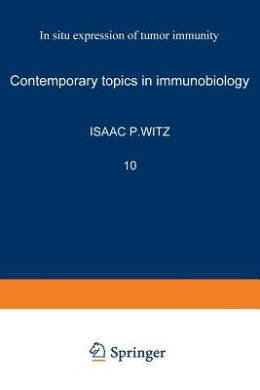 In situ expression of tumor immunity
Contemporary topics in immunobiology
ISAAC P.WITZ
10
Springer